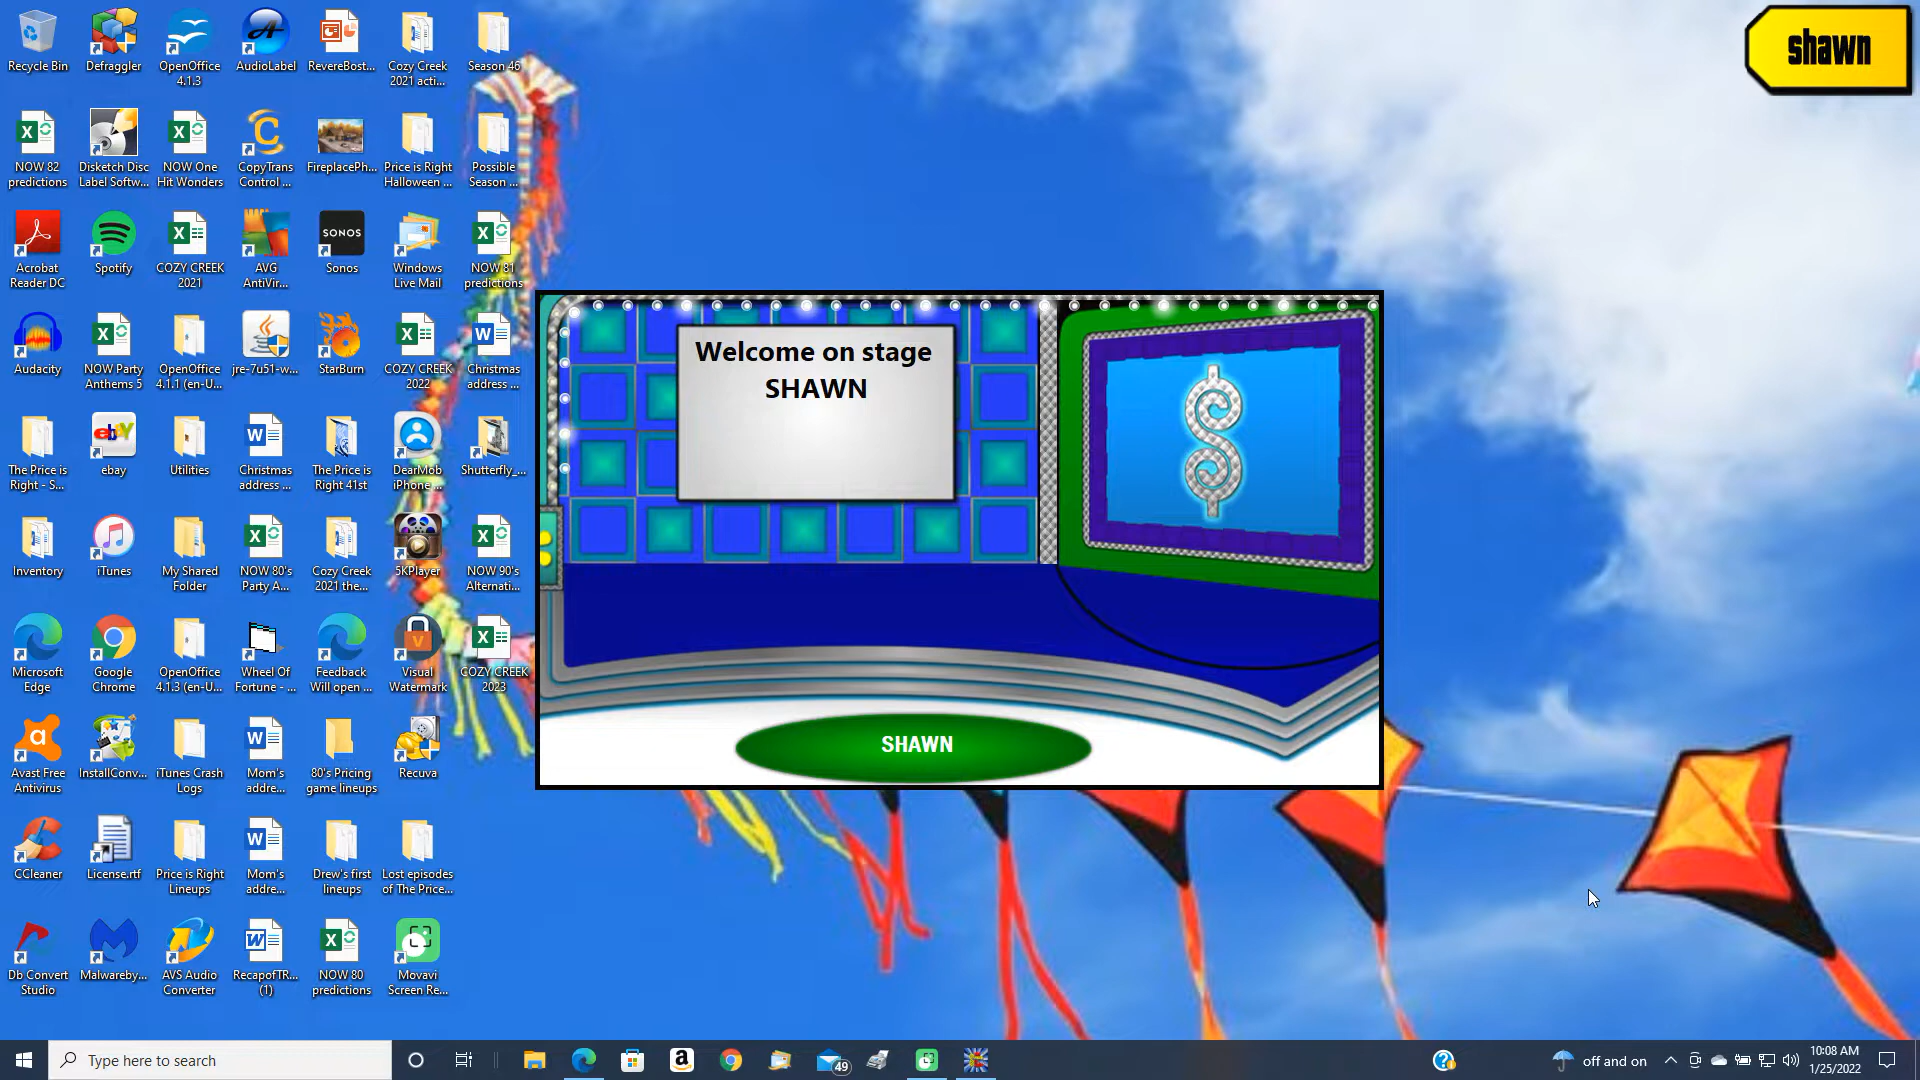 Recycle Bin
Defraggler
OpenOffice
4.1.3
AudioLabel
RevereBost...
Cozy Creek
2021 acti...
Season 46
shawn
NOW 82
predictions
Disketch Disc
Label Softw...
NOW One
Hit Wonders
CopyTrans
Control ...
FireplacePh...
Price is Right
Halloween ...
Possible
Season ...
Acrobat
Reader DC
Spotify
COZY CREEK
2021
AVG
AntiVir...
SONOS
Sonos
Windows
Live Mail
NOW 81
predictions
Audacity
NOW Party
Anthems 5
OpenOffice
4.1.1 (en-U...
jre-7u51-w...
StarBurn
COZY CREEK
2022
Christmas
address ...
Welcome on stage
SHAWN
The Price is
Right - S...
ebay
ebay
Utilities
Christmas
address ...
The Price is
Right 41st
DearMob
iPhone ...
Shutterfly_...
Inventory
iTunes
My Shared
Folder
NOW 80's
Party A...
Cozy Creek
2021 the...
5KPlayer
NOW 90's
Alternati...
Microsoft
Edge
Google
Chrome
OpenOffice
4.1.3 (en-U...
Wheel Of
Fortune - ...
Feedback
Will open ...
Visual
Watermark
COZY CREEK
2023
SHAWN
Avast Free
Antivirus
InstallConv...
iTunes Crash
Logs
Mom's
addre...
80's Pricing
game lineups
Recuva
CCleaner
License.rtf
Price is Right
Lineups
Mom's
addre...
Drew's first
lineups
Lost episodes
of The Price...
Db Convert
Studio
Malwareby...
AVS Audio
Converter
RecapofTR...
(1)
NOW 80
predictions
Movavi
Screen Re...
Type here to search
49
off and on
10:08 AM
1/25/2022